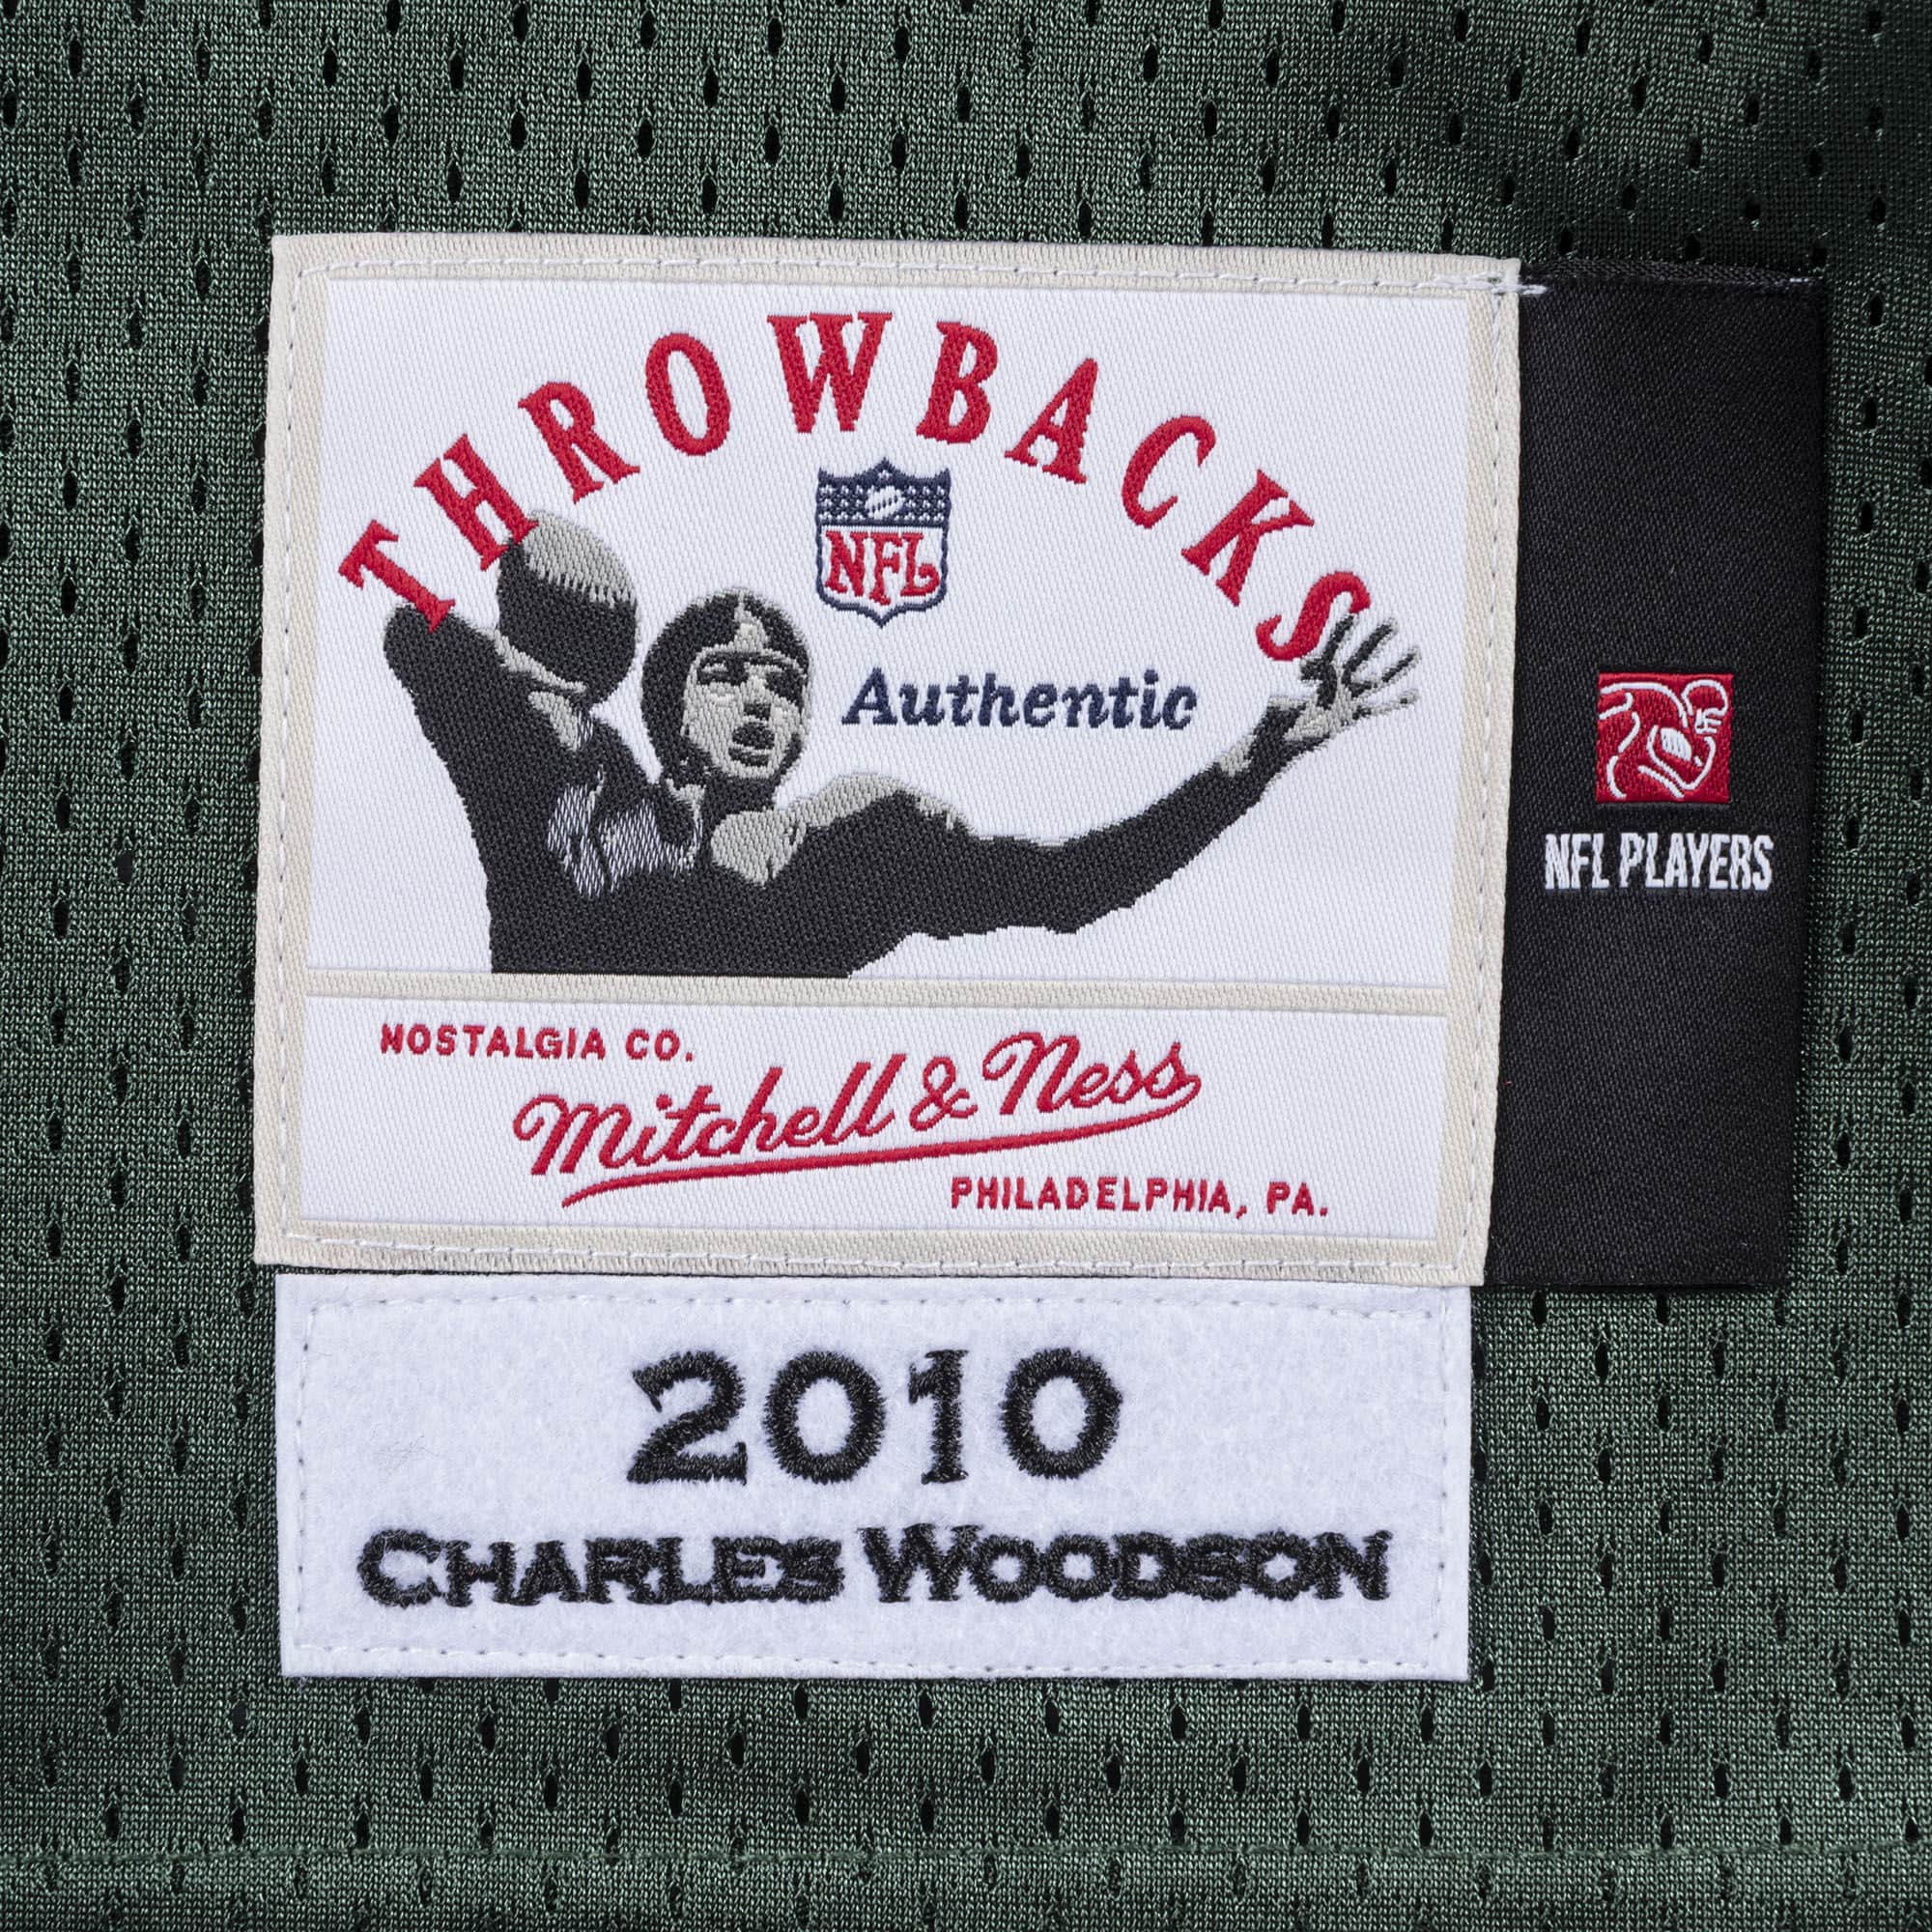 THROWBACKS
NFL
Authentic
NFL PLAYERS
NOSTALGIA CO.
Mitchell & Ness
PHILADELPHIA, PA.
2010
CHARLES WOODSON